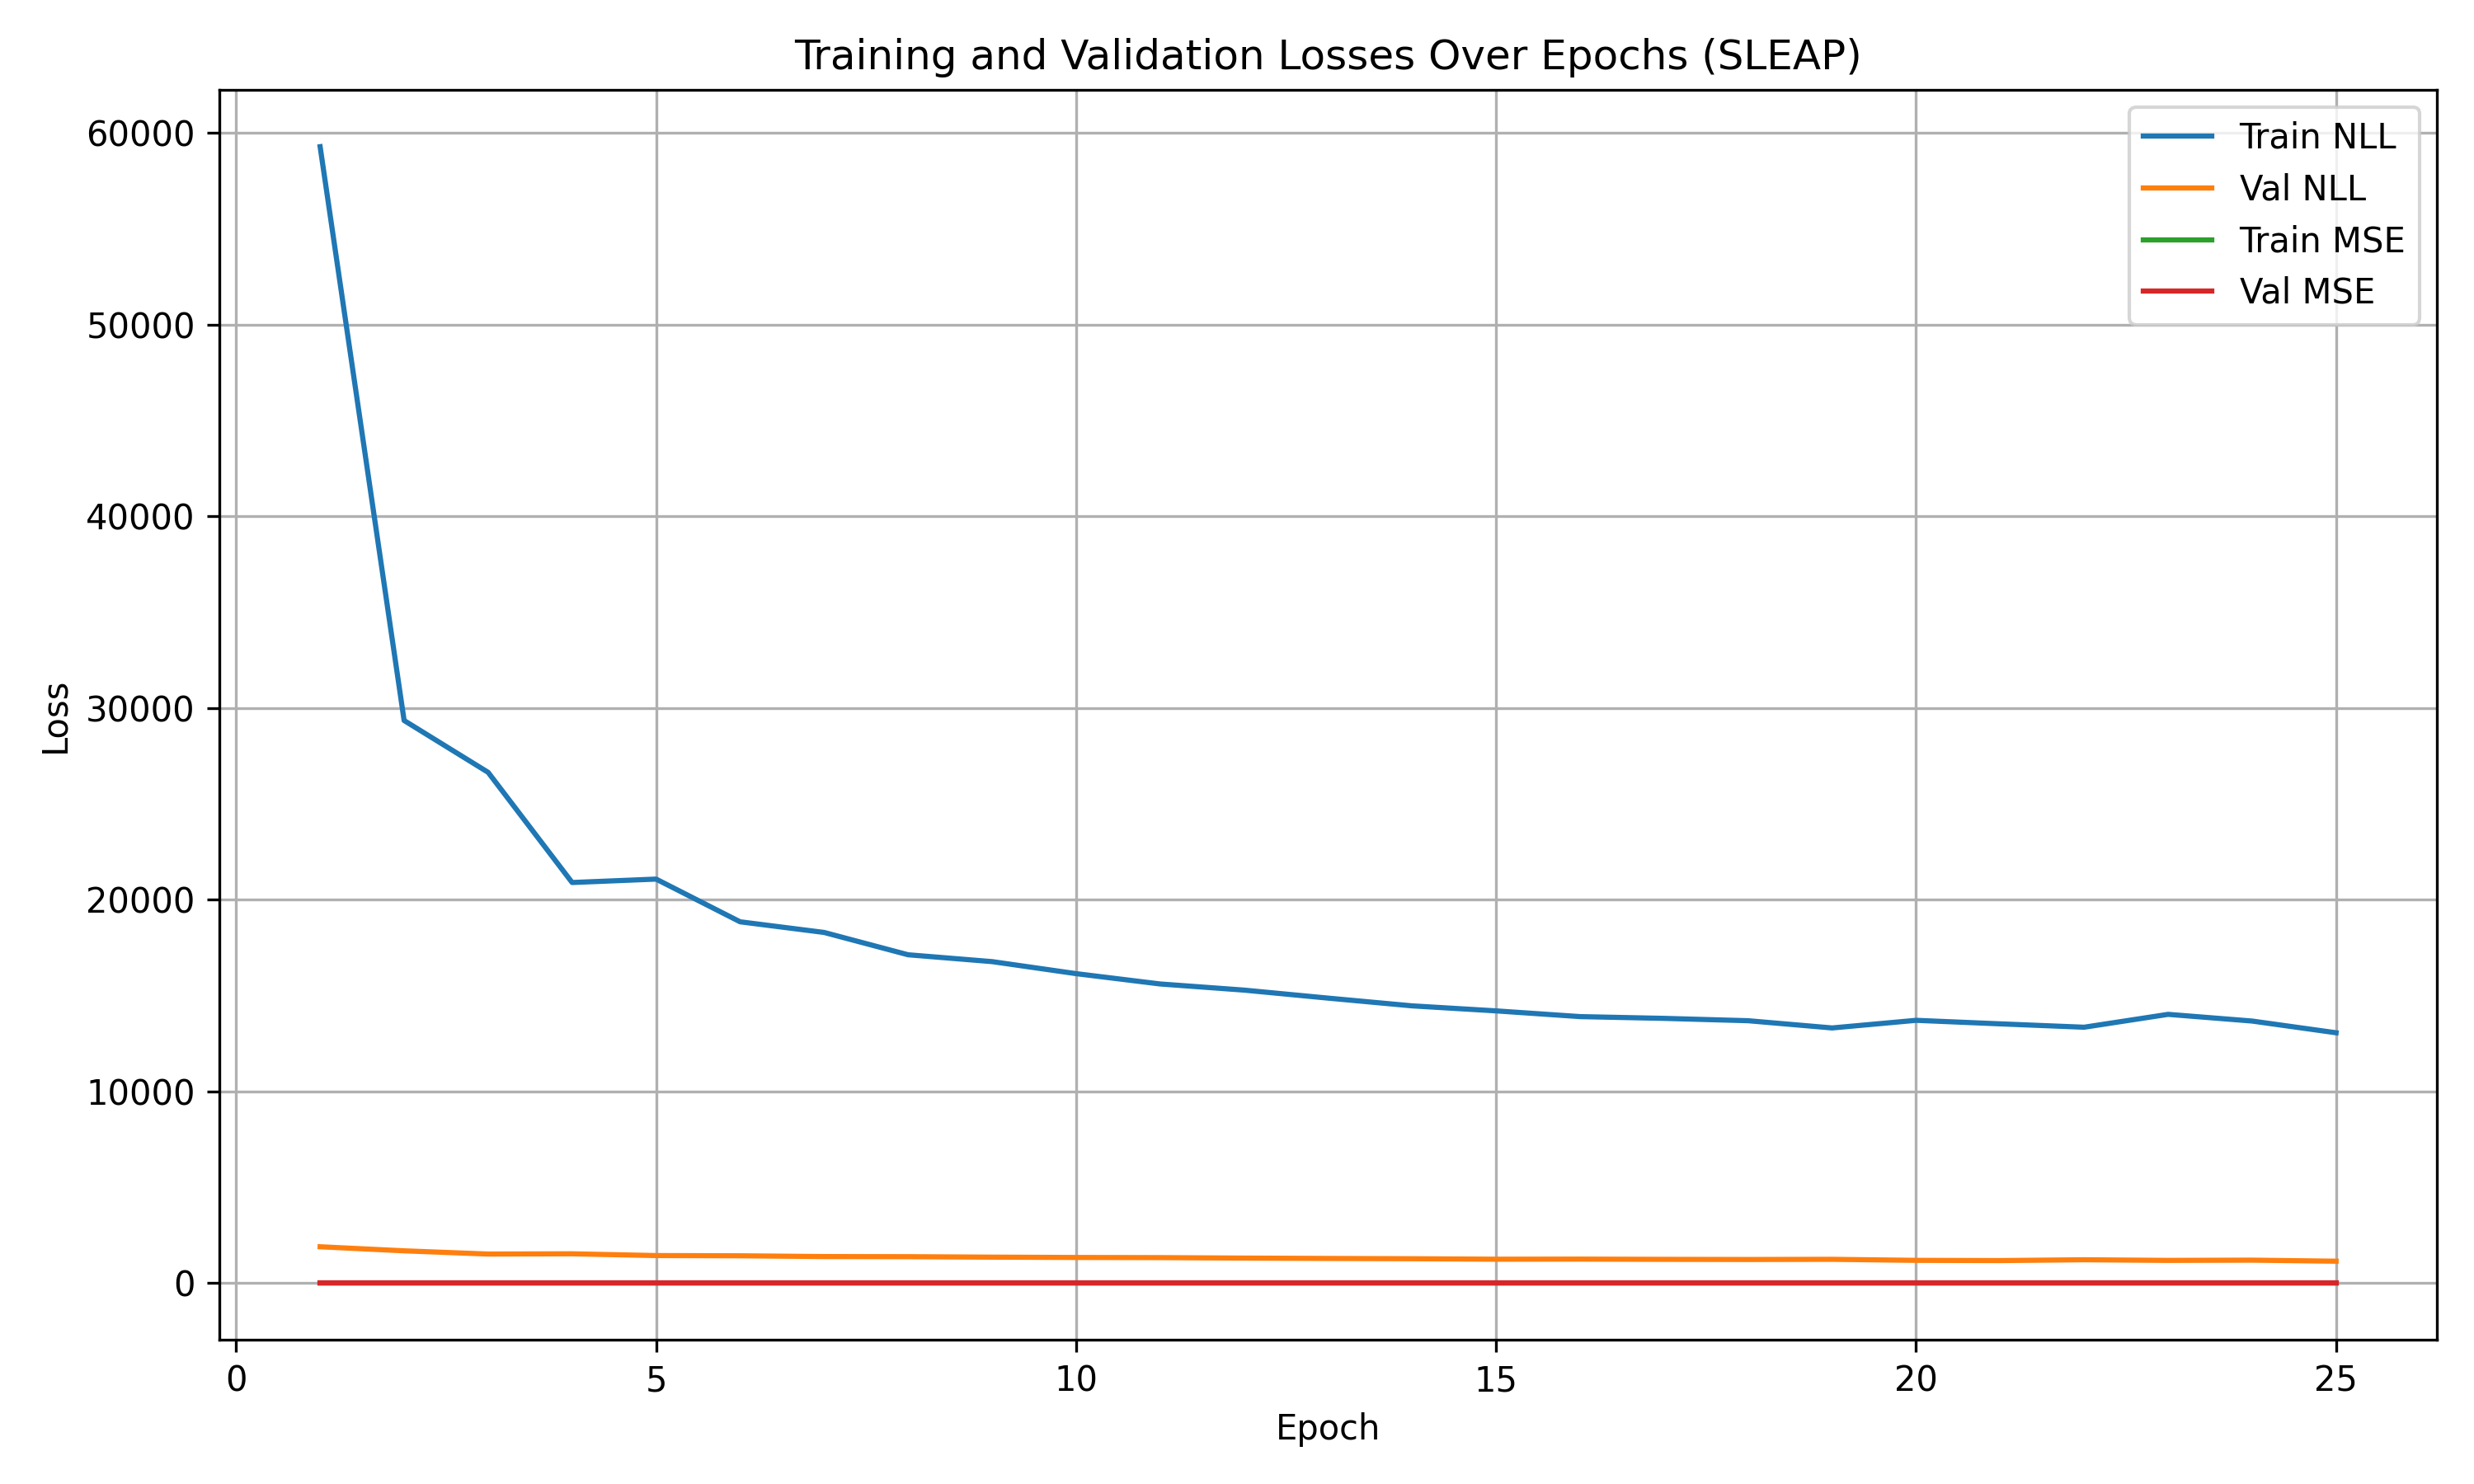 Training and Validation Losses Over Epochs (SLEAP)
Train NLL
Val NLL
Train MSE
Val MSE
60000
50000
40000
30000
20000
10000
0
Loss
0 5 10 15 20 25
Epoch